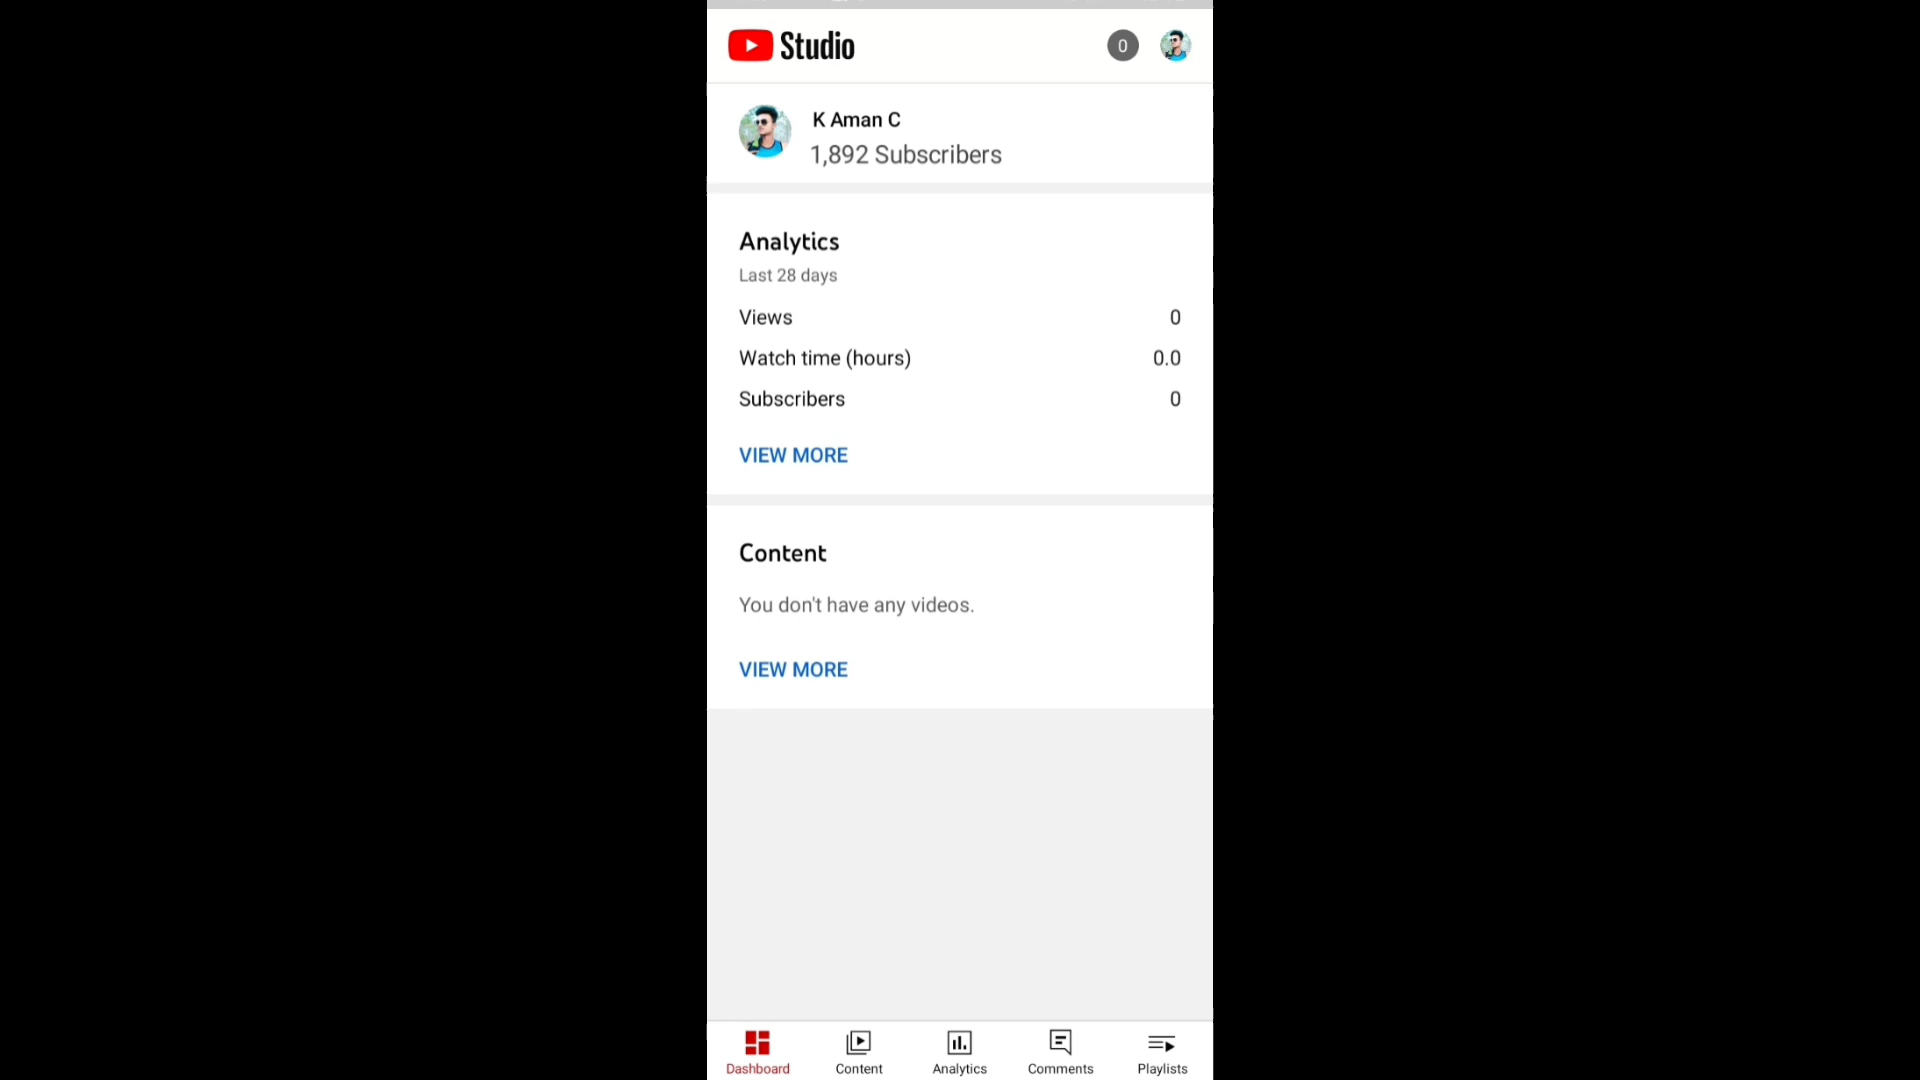 Studio
0
K Aman C
1,892 Subscribers
Analytics
Last 28 days
Views 0
Watch time (hours) 0.0
Subscribers 0
VIEW MORE
Content
You don't have any videos.
VIEW MORE
Dashboard Content Analytics Comments Playlists